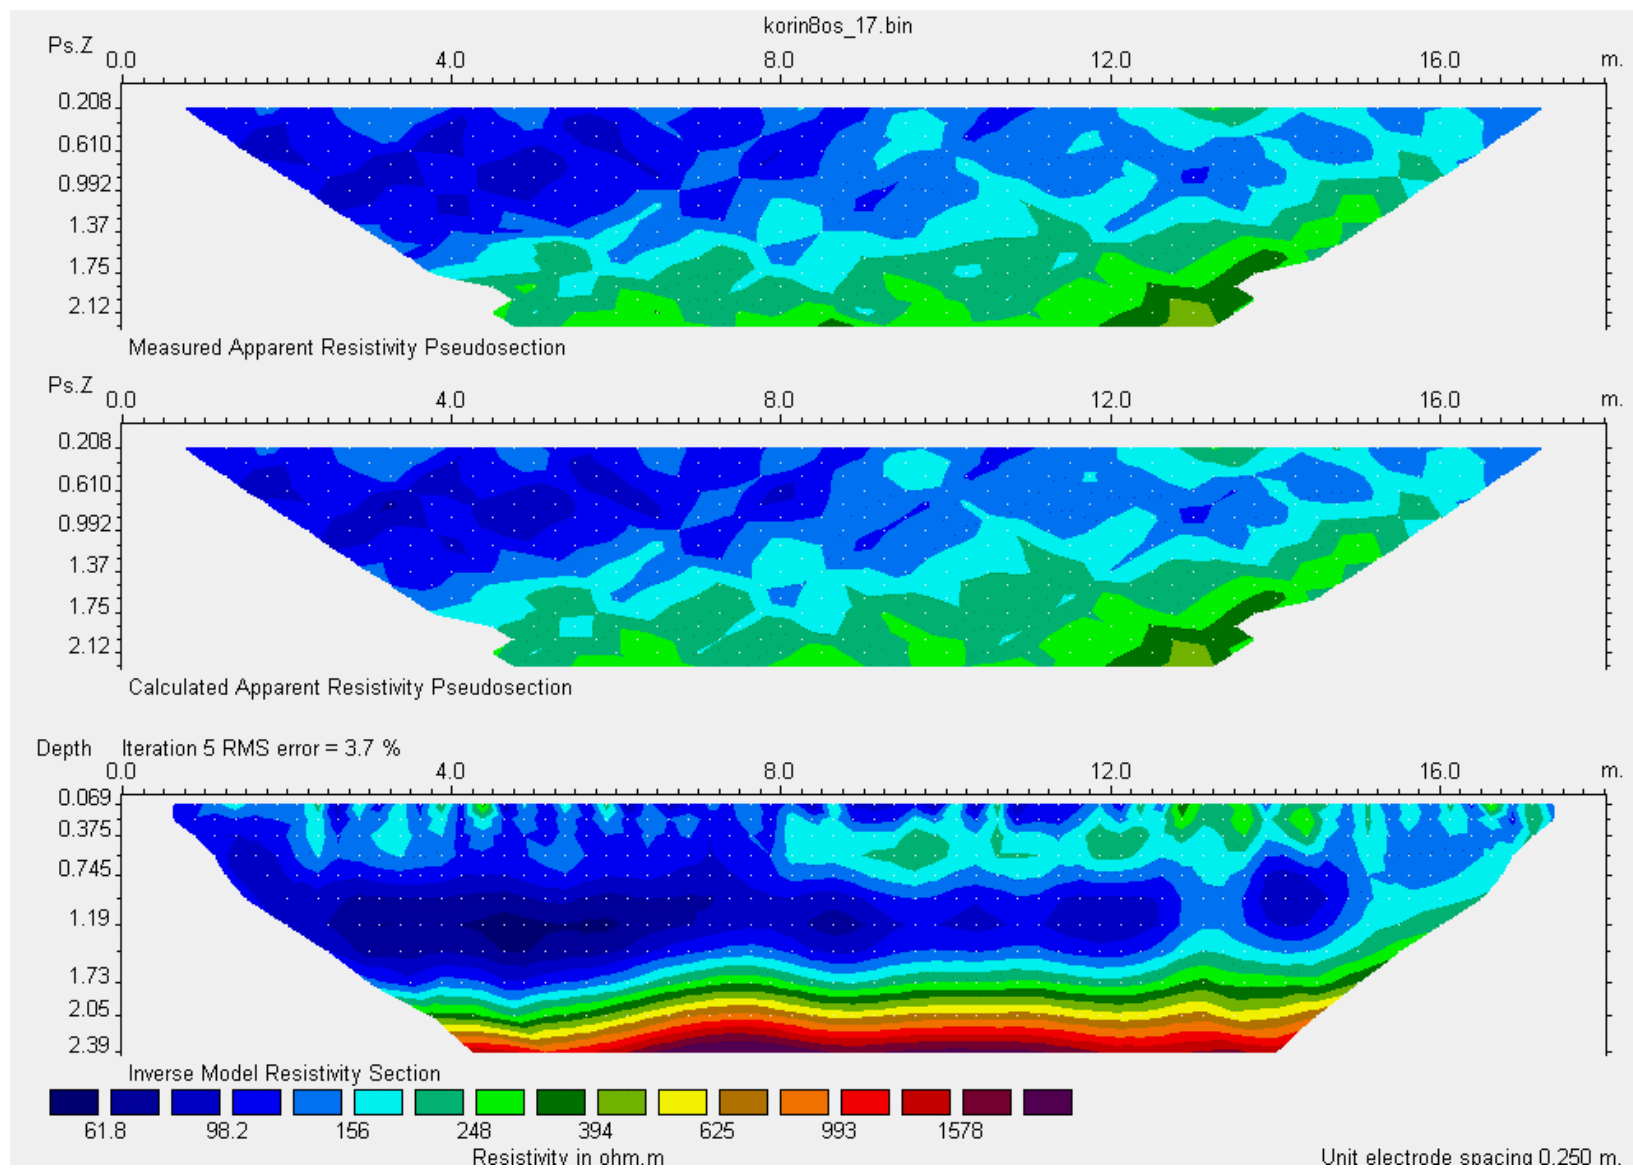 korin8os_17.bin
Ps.Z 0.0 4.0 8.0 12.0 16.0 m.
0.208
0.610
0.992
1.37
1.75
2.12
Measured Apparent Resistivity Pseudosection
Ps.Z 0.0 4.0 8.0 12.0 16.0 m.
0.208
0.610
0.992
1.37
1.75
2.12
Calculated Apparent Resistivity Pseudosection
Depth Iteration 5 RMS error = 3.7 %
0.0 4.0 8.0 12.0 16.0 m.
0.069
0.375
0.745
1.19
1.73
2.05
2.39
Inverse Model Resistivity Section
61.8 98.2 156 248 394 625 993 1578
Resistivity in ohm.m Unit electrode spacing 0.250 m.